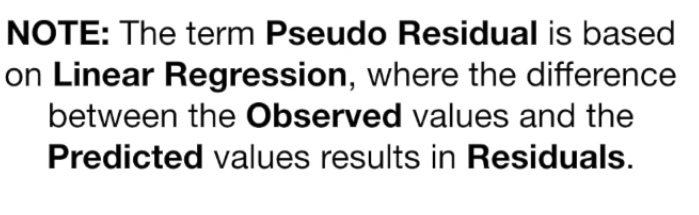 NOTE: The term Pseudo Residual is based
on Linear Regression, where the difference
between the Observed values and the
Predicted values results in Residuals.